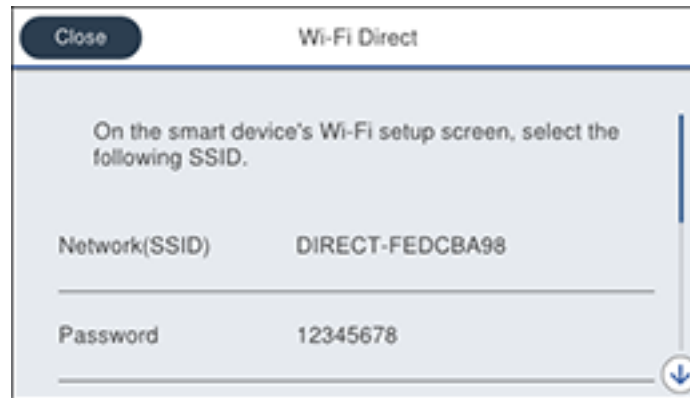 Close
Wi-Fi Direct
On the smart device's Wi-Fi setup screen, select the
following SSID.
Network(SSID) DIRECT-FEDCBA98
Password 12345678